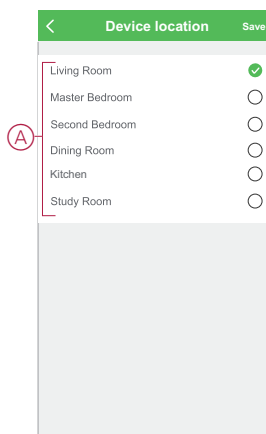 Device location Save
Living Room
Master Bedroom
Second Bedroom
A
Dining Room
Kitchen
Study Room